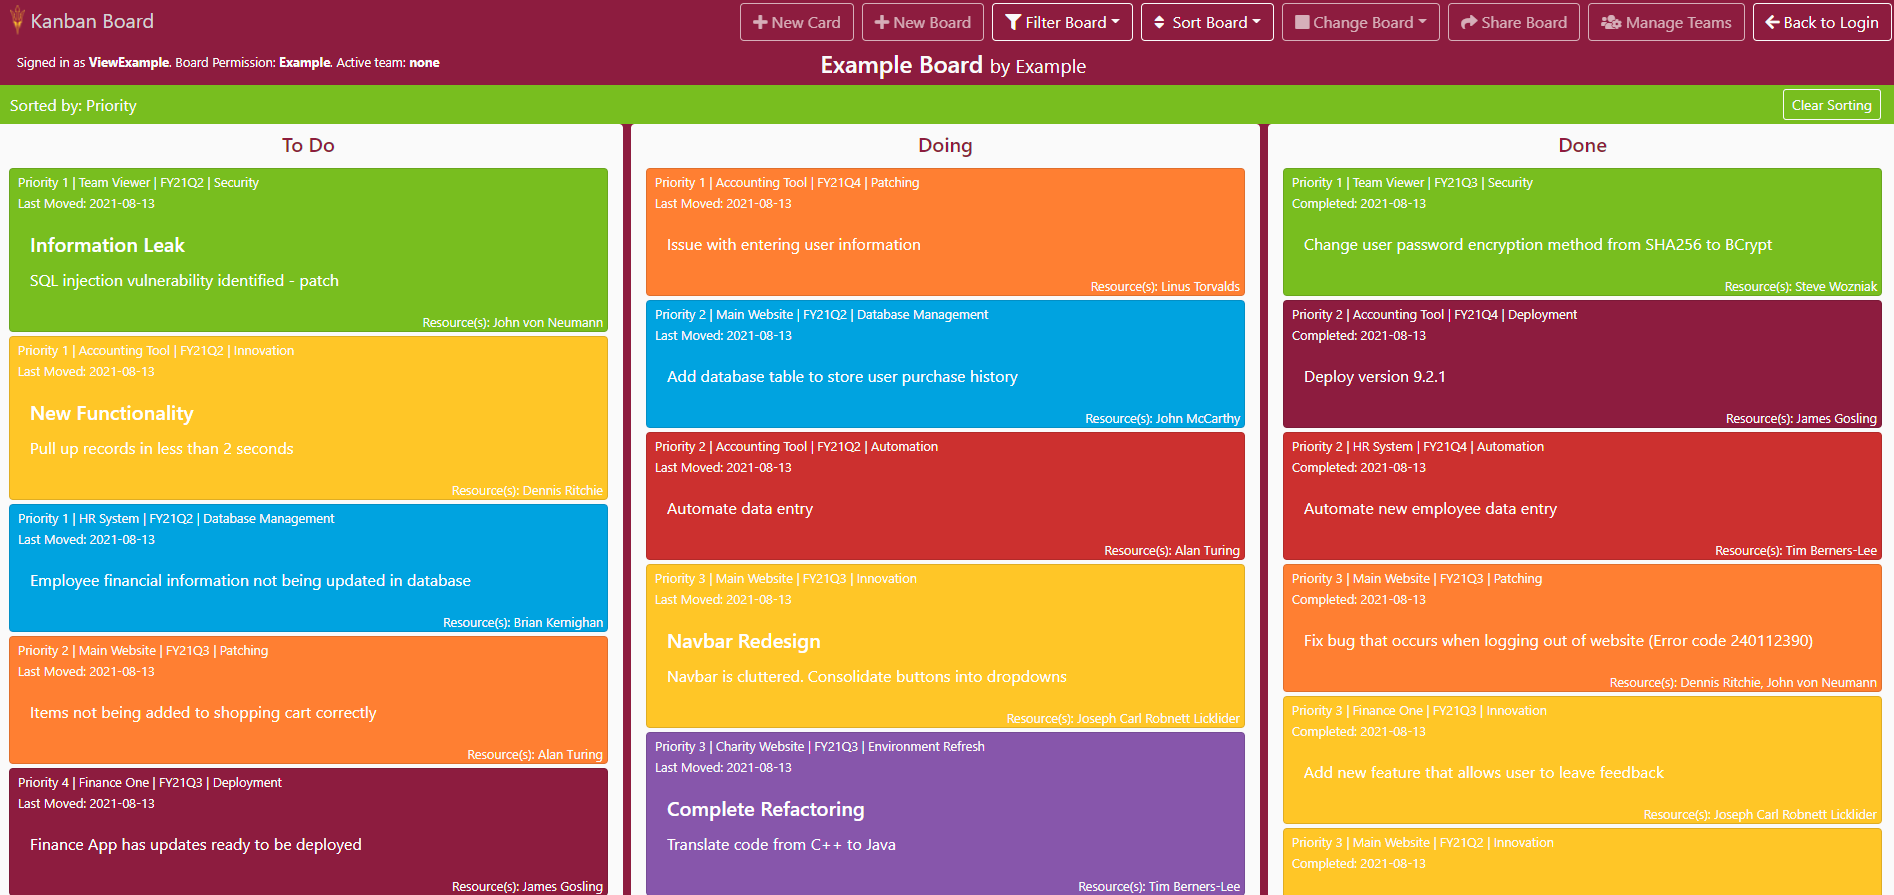 Kanban Board
New Card
New Board
Filter Board
Sort Board
Change Board
Share Board
Manage Teams
Back to Login
Signed in as ViewExample. Board Permission: Example. Active team: none
Example Board by Example
Sorted by: Priority
Clear Sorting
To Do
Priority 1 | Team Viewer | FY21Q2 | Security
Last Moved: 2021-08-13
Information Leak
SQL injection vulnerability identified - patch
Resource(s): John von Neumann
Priority 1 | Accounting Tool | FY21Q2 | Innovation
Last Moved: 2021-08-13
New Functionality
Pull up records in less than 2 seconds
Resource(s): Dennis Ritchie
Priority 1 | HR System | FY21Q2 | Database Management
Last Moved: 2021-08-13
Employee financial information not being updated in database
Resource(s): Brian Kernighan
Priority 2 | Main Website | FY21Q3 | Patching
Last Moved: 2021-08-13
Items not being added to shopping cart correctly
Resource(s): Alan Turing
Priority 4 | Finance One | FY21Q3 | Deployment
Last Moved: 2021-08-13
Finance App has updates ready to be deployed
Resource(s): James Gosling
Doing
Priority 1 | Accounting Tool | FY21Q4 | Patching
Last Moved: 2021-08-13
Issue with entering user information
Resource(s): Linus Torvalds
Priority 2 | Main Website | FY21Q2 | Database Management
Last Moved: 2021-08-13
Add database table to store user purchase history
Resource(s): John McCarthy
Priority 2 | Accounting Tool | FY21Q2 | Automation
Last Moved: 2021-08-13
Automate data entry
Resource(s): Alan Turing
Priority 3 | Main Website | FY21Q3 | Innovation
Last Moved: 2021-08-13
Navbar Redesign
Navbar is cluttered. Consolidate buttons into dropdowns
Resource(s): Joseph Carl Robnett Licklider
Priority 3 | Charity Website | FY21Q3 | Environment Refresh
Last Moved: 2021-08-13
Complete Refactoring
Translate code from C++ to Java
Resource(s): Tim Berners-Lee
Done
Priority 1 | Team Viewer | FY21Q3 | Security
Completed: 2021-08-13
Change user password encryption method from SHA256 to BCrypt
Resource(s): Steve Wozniak
Priority 2 | Accounting Tool | FY21Q4 | Deployment
Completed: 2021-08-13
Deploy version 9.2.1
Resource(s): James Gosling
Priority 2 | HR System | FY21Q4 | Automation
Completed: 2021-08-13
Automate new employee data entry
Resource(s): Tim Berners-Lee
Priority 3 | Main Website | FY21Q3 | Patching
Completed: 2021-08-13
Fix bug that occurs when logging out of website (Error code 240112390)
Resource(s): Dennis Ritchie, John von Neumann
Priority 3 | Finance One | FY21Q3 | Innovation
Completed: 2021-08-13
Add new feature that allows user to leave feedback
Resource(s): Joseph Carl Robnett Licklider
Priority 3 | Main Website | FY21Q2 | Innovation
Completed: 2021-08-13